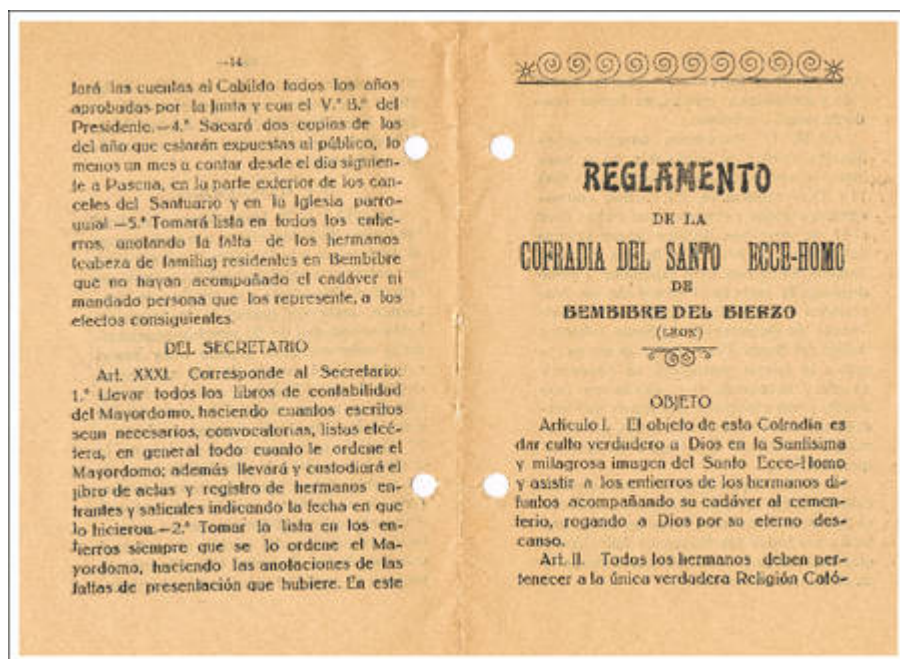 —14
tará las cuentas al Cabildo todos los años
aprobadas por la Junta y con el V.º B.º del
Presidente.—4.ª Sacará dos copias de las
del año que estarán expuestas al público, lo
menos un mes a contar desde el día siguien-
te a Pascua, en la parte exterior de los can-
celes del Santuario y en la Iglesia parro-
quial.—5.ª Tomará lista en todos los entie-
rros, anotando la falta de los hermanos
(cabeza de familia) residentes en Bembibre
que no hayan acompañado el cadáver ni
mandado persona que los represente, a los
efectos consiguientes.
DEL SECRETARIO
Art. XXXI. Corresponde al Secretario:
1.ª Llevar todos los libros de contabilidad
del Mayordomo, haciendo cuantos escritos
sean necesarios, convocatorias, listas etcé-
tera, en general todo cuanto le ordene el
Mayordomo; además llevará y custodiará el
libro de actas y registro de hermanos en-
trantes y salientes indicando la fecha en que
lo hicieron.—2.ª Tomar la lista en los en-
tierros siempre que se lo ordene el Ma-
yordomo, haciendo las anotaciones de las
faltas de presentación que hubiere. En este
REGLAMENTO
DE LA
COFRADIA DEL SANTO ECCE-HOMO
DE
BEMBIBRE DEL BIERZO
(LEON)
OBJETO
Artículo I. El objeto de esta Cofradía es
dar culto verdadero a Dios en la Santísima
y milagrosa imagen del Santo Ecce-Homo
y asistir a los entierros de los hermanos di-
funtos acompañando su cadáver al cemen-
terio, rogando a Dios por su eterno des-
canso.
Art. II. Todos los hermanos deben per-
tenecer a la única verdadera Religión Cató-